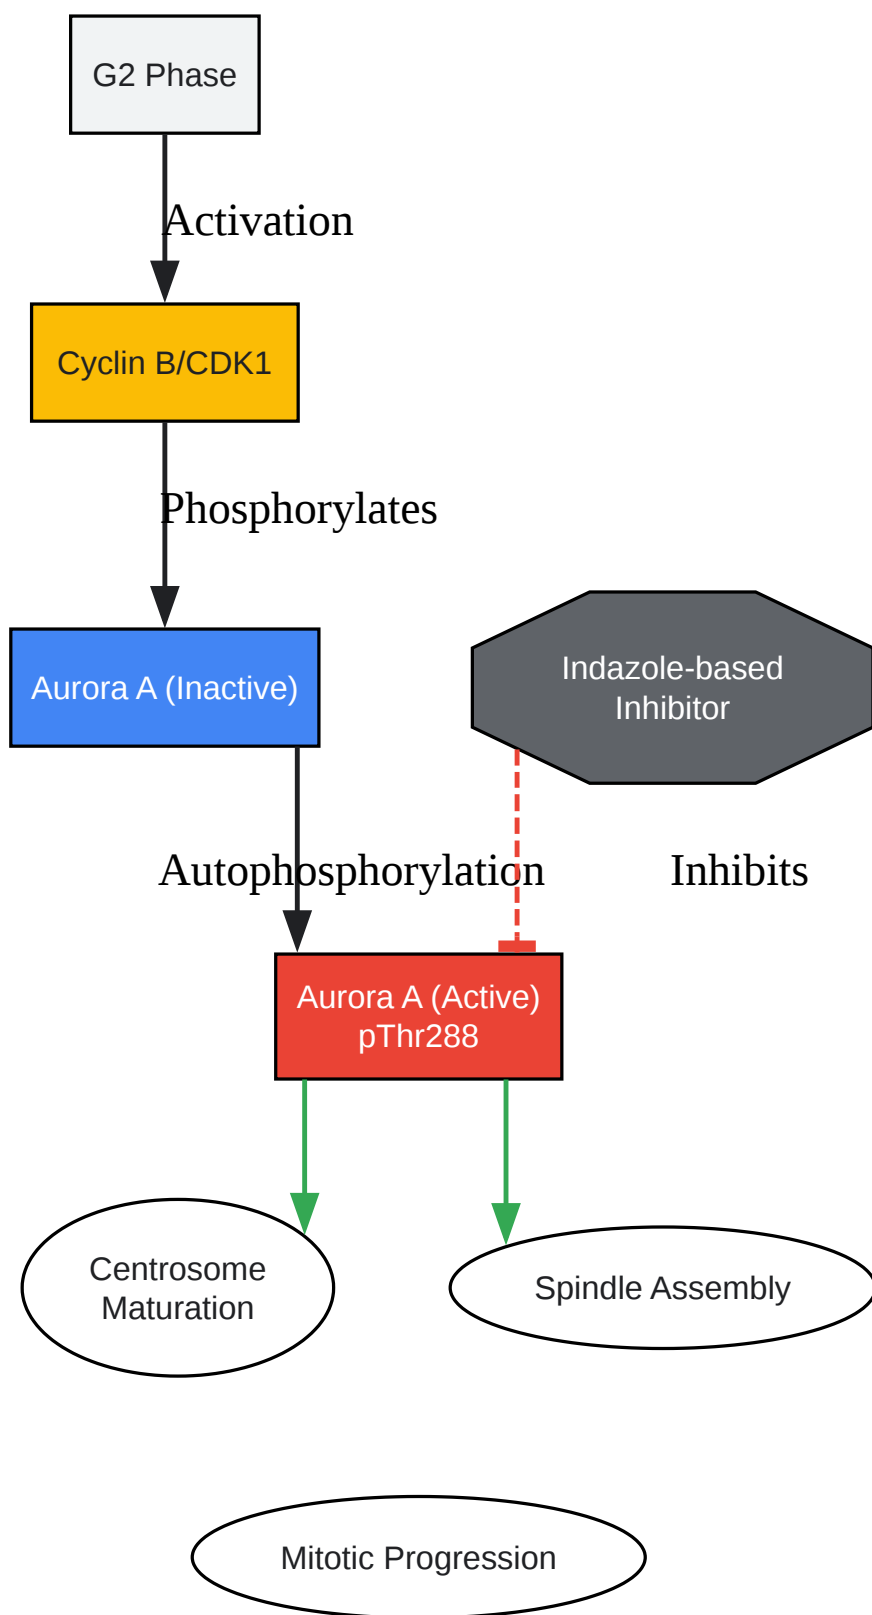 G2 Phase
Activation
Cyclin B/CDK1
Phosphorylates
Aurora A (Inactive)
Indazole-based
Inhibitor
Autophosphorylation
Inhibits
Aurora A (Active)
pThr288
Centrosome
Maturation
Spindle Assembly
Mitotic Progression